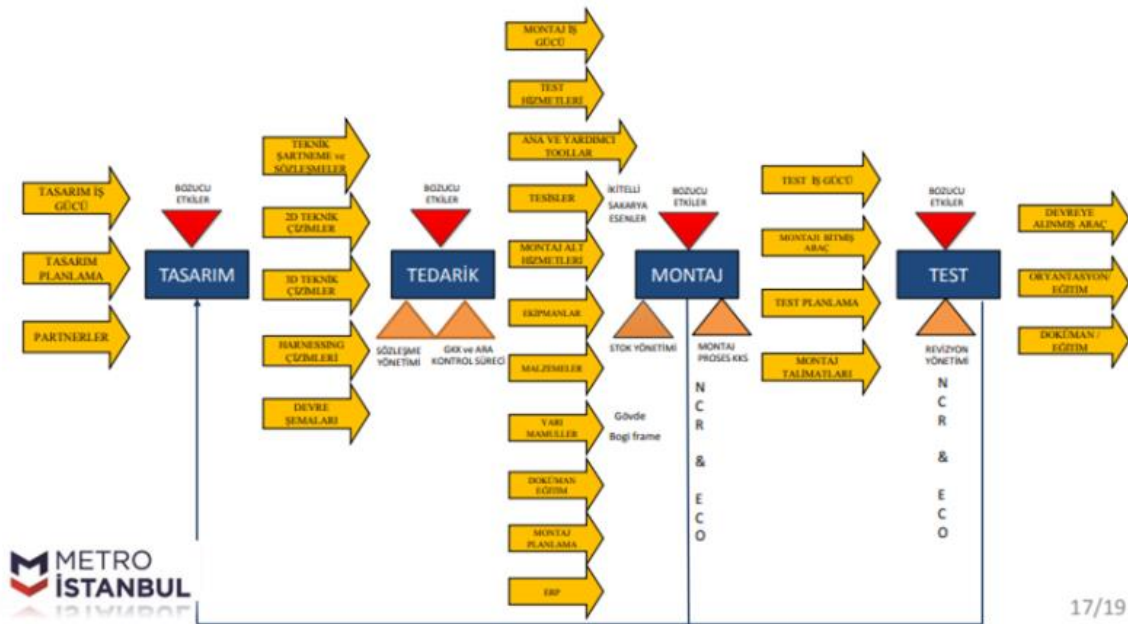 TASARIM İŞ
GÜCÜ
TASARIM
PLANLAMA
PARTNERLER
BOZUCU
ETKİLER
TASARIM
TEKNİK
ŞARTNAME ve
SÖZLEŞMELER
2D TEKNİK
ÇİZİMLER
3D TEKNİK
ÇİZİMLER
HARNESSING
ÇİZİMLERİ
DEVRE
ŞEMALARI
BOZUCU
ETKİLER
TEDARİK
SÖZLEŞME
YÖNETİMİ
GKK ve ARA
KONTROL SÜRECİ
MONTAJ İŞ
GÜCÜ
TEST
HİZMETLERİ
ANA VE YARDIMCI
TOOLLAR
TESİSLER
İKİTELLİ
SAKARYA
ESENLER
MONTAJ ALT
HİZMETLERİ
EKİPMANLAR
MALZEMELER
YARI
MAMULLER
Gövde
Bogi frame
DOKÜMAN
EĞİTİM
MONTAJ
PLANLAMA
ERP
BOZUCU
ETKİLER
MONTAJ
STOK YÖNETİMİ
MONTAJ
PROSES KKS
N
C
R
&
E
C
O
TEST İŞ GÜCÜ
MONTAJI BİTMİŞ
ARAÇ
TEST PLANLAMA
MONTAJ
TALİMATLARI
BOZUCU
ETKİLER
TEST
REVİZYON
YÖNETİMİ
N
C
R
&
E
C
O
DEVREYE
ALINMIŞ ARAÇ
ORYANTASYON/
EĞİTİM
DOKÜMAN /
EĞİTİM
METRO
İSTANBUL
17/19